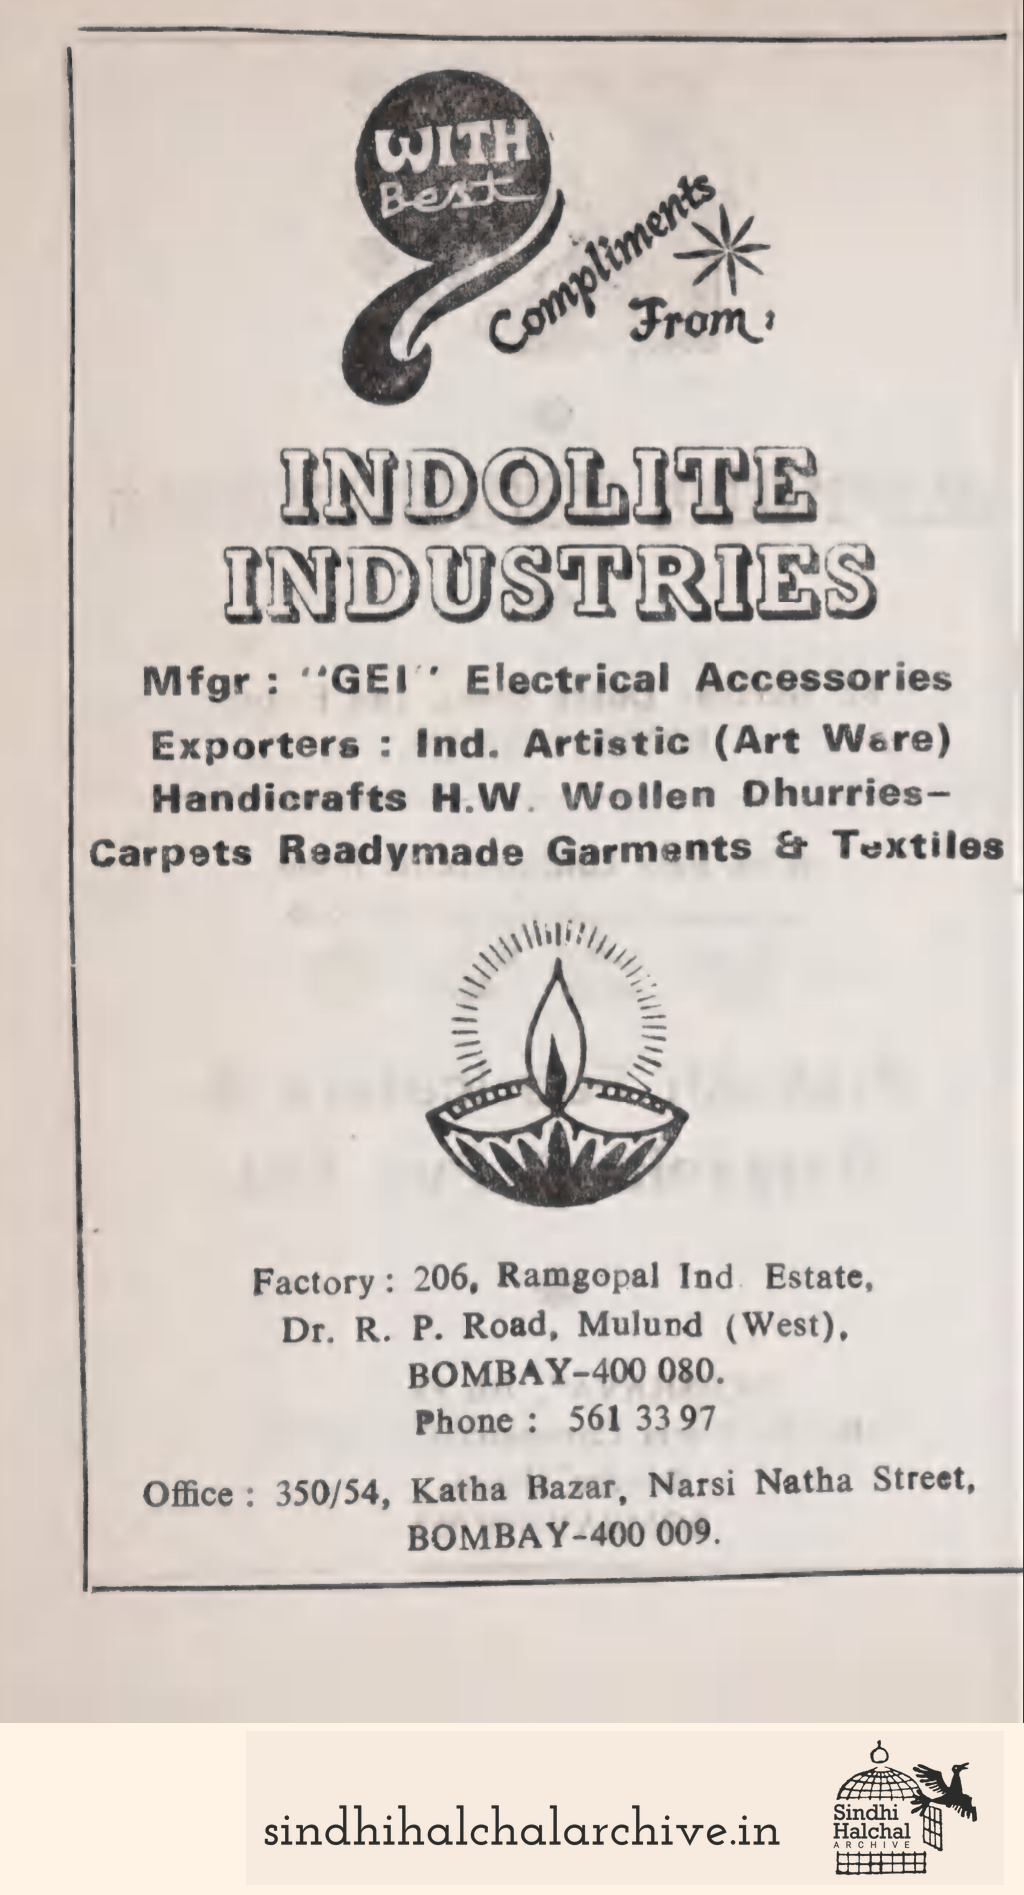 WITH
Best
Compliments
From:
INDOLITE
INDUSTRIES
Mfgr : "GEI" Electrical Accessories
Exporters : Ind. Artistic (Art Ware)
Handicrafts H.W. Wollen Dhurries-
Carpets Readymade Garments & Textiles
Factory : 206, Ramgopal Ind. Estate,
Dr. R. P. Road, Mulund (West),
BOMBAY-400 080.
Phone : 561 33 97
Office : 350/54, Katha Bazar, Narsi Natha Street,
BOMBAY-400 009.
sindhihalchalarchive.in
Sindhi
Halchal
ARCHIVE